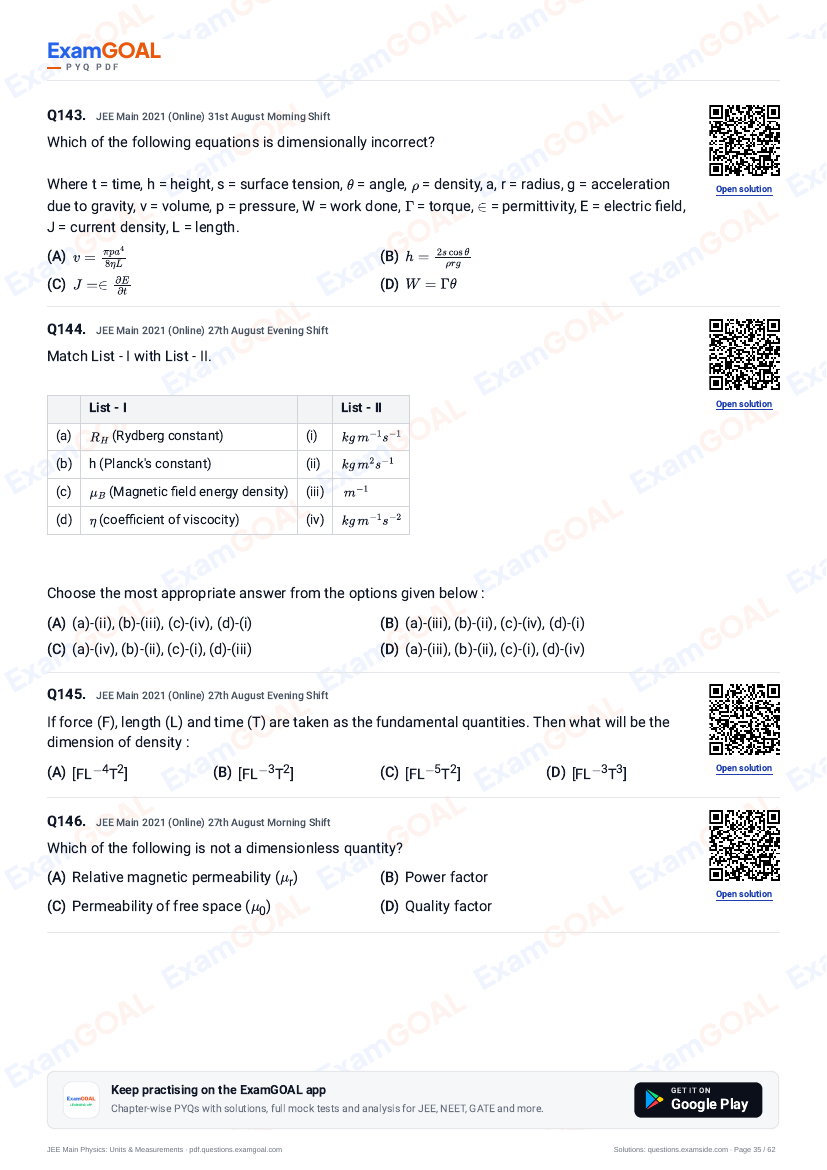 ExamGOAL
PYQ PDF
Q143. JEE Main 2021 (Online) 31st August Morning Shift
Which of the following equations is dimensionally incorrect?
Where t = time, h = height, s = surface tension, θ = angle, ρ = density, a, r = radius, g = acceleration
due to gravity, v = volume, p = pressure, W = work done, Γ = torque, ∈ = permittivity, E = electric field,
J = current density, L = length.
(A) v = πpa⁴/8ηL (B) h = 2s cos θ/ρrg
(C) J =∈ ∂E/∂t (D) W = Γθ
Open solution
Q144. JEE Main 2021 (Online) 27th August Evening Shift
Match List - I with List - II.
List - I List - II
(a) R_H (Rydberg constant) (i) kg m⁻¹s⁻¹
(b) h (Planck's constant) (ii) kg m²s⁻¹
(c) μ_B (Magnetic field energy density) (iii) m⁻¹
(d) η (coefficient of viscocity) (iv) kg m⁻¹s⁻²
Open solution
Choose the most appropriate answer from the options given below :
(A) (a)-(ii), (b)-(iii), (c)-(iv), (d)-(i) (B) (a)-(iii), (b)-(ii), (c)-(iv), (d)-(i)
(C) (a)-(iv), (b)-(ii), (c)-(i), (d)-(iii) (D) (a)-(iii), (b)-(ii), (c)-(i), (d)-(iv)
Q145. JEE Main 2021 (Online) 27th August Evening Shift
If force (F), length (L) and time (T) are taken as the fundamental quantities. Then what will be the
dimension of density :
(A) [FL⁻⁴T²] (B) [FL⁻³T²] (C) [FL⁻⁵T²] (D) [FL⁻³T³]
Open solution
Q146. JEE Main 2021 (Online) 27th August Morning Shift
Which of the following is not a dimensionless quantity?
(A) Relative magnetic permeability (μᵣ) (B) Power factor
(C) Permeability of free space (μ₀) (D) Quality factor
Open solution
Keep practising on the ExamGOAL app
Chapter-wise PYQs with solutions, full mock tests and analysis for JEE, NEET, GATE and more.
ExamGOAL
GET IT ON
Google Play
JEE Main Physics: Units & Measurements · pdf.questions.examgoal.com Solutions: questions.examside.com · Page 35 / 62